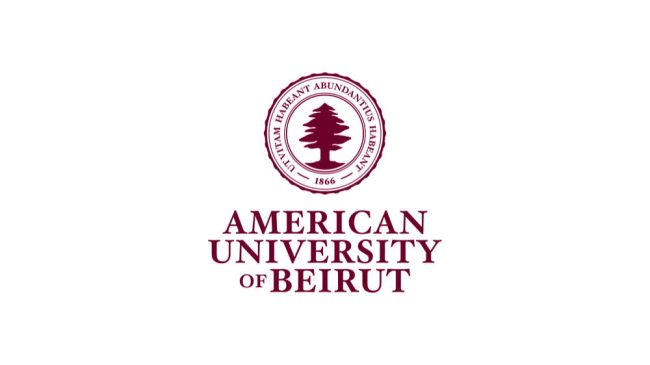 UT VITAM HABEANT ABUNDANTIUS HABEANT
— 1866 —
AMERICAN
UNIVERSITY
OF BEIRUT